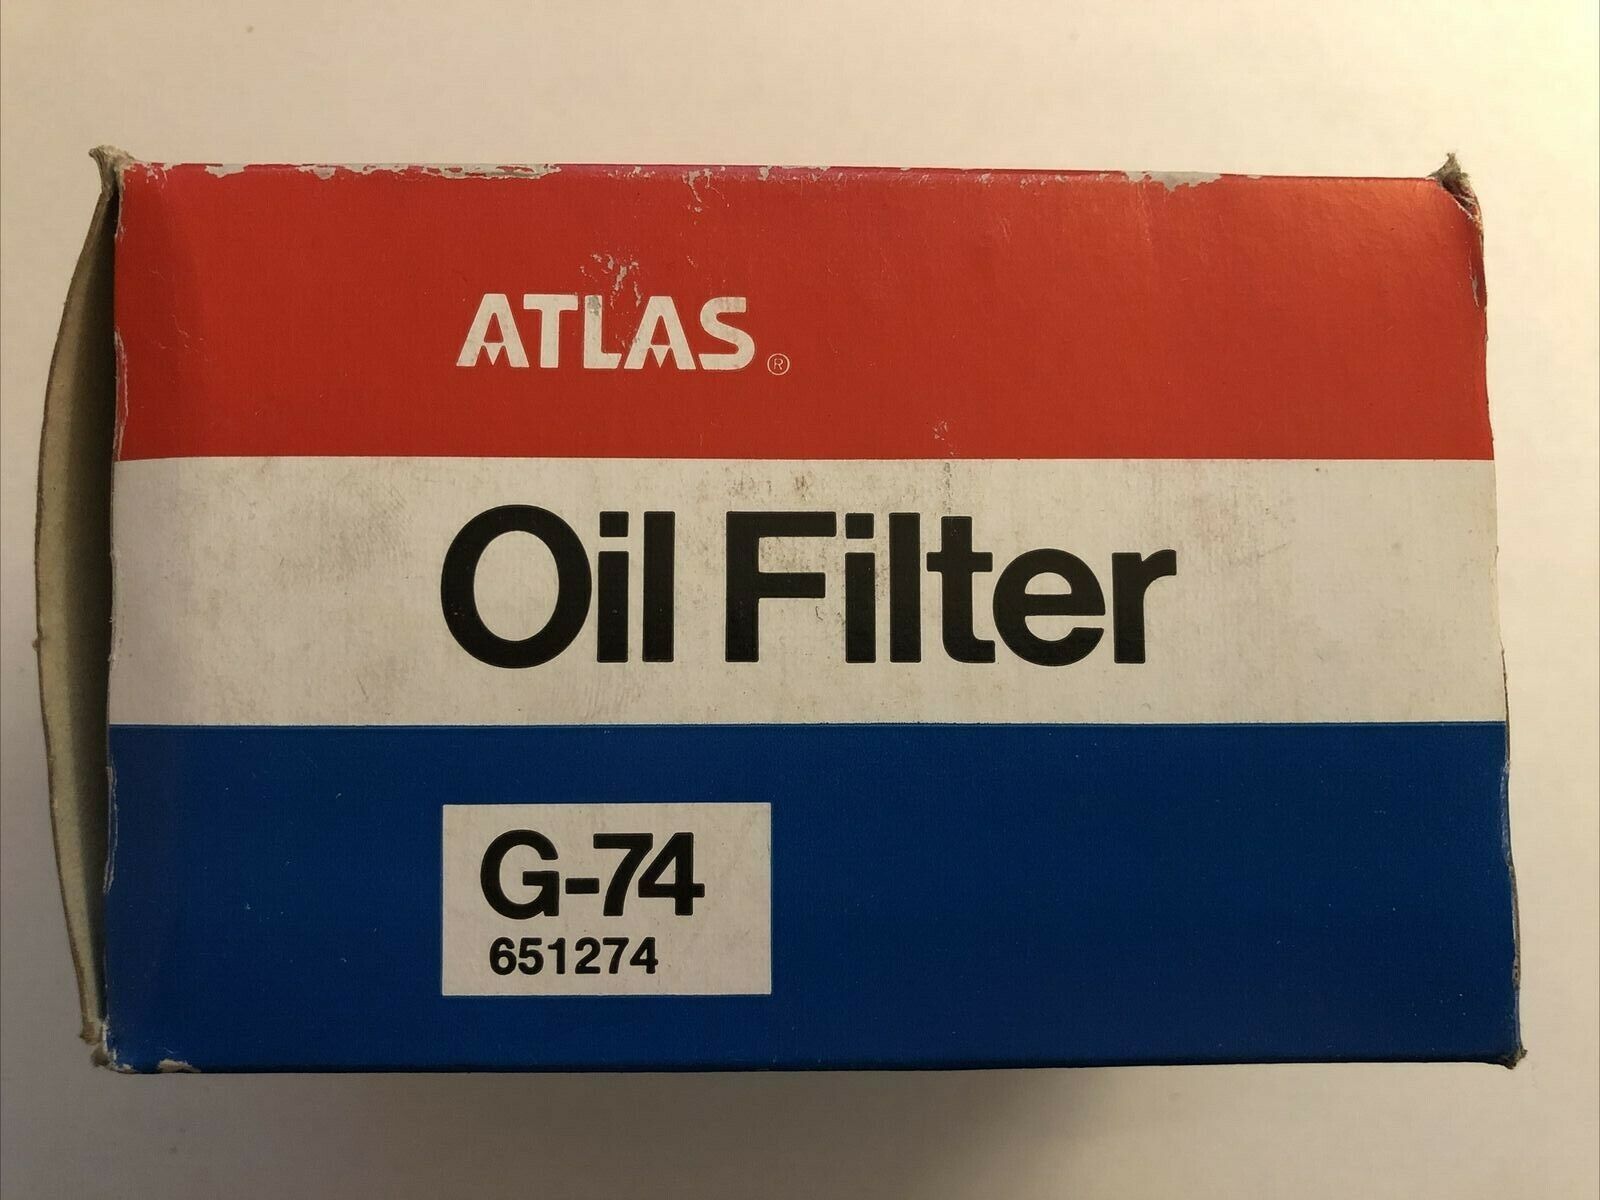 ATLAS®
Oil Filter
G-74
651274